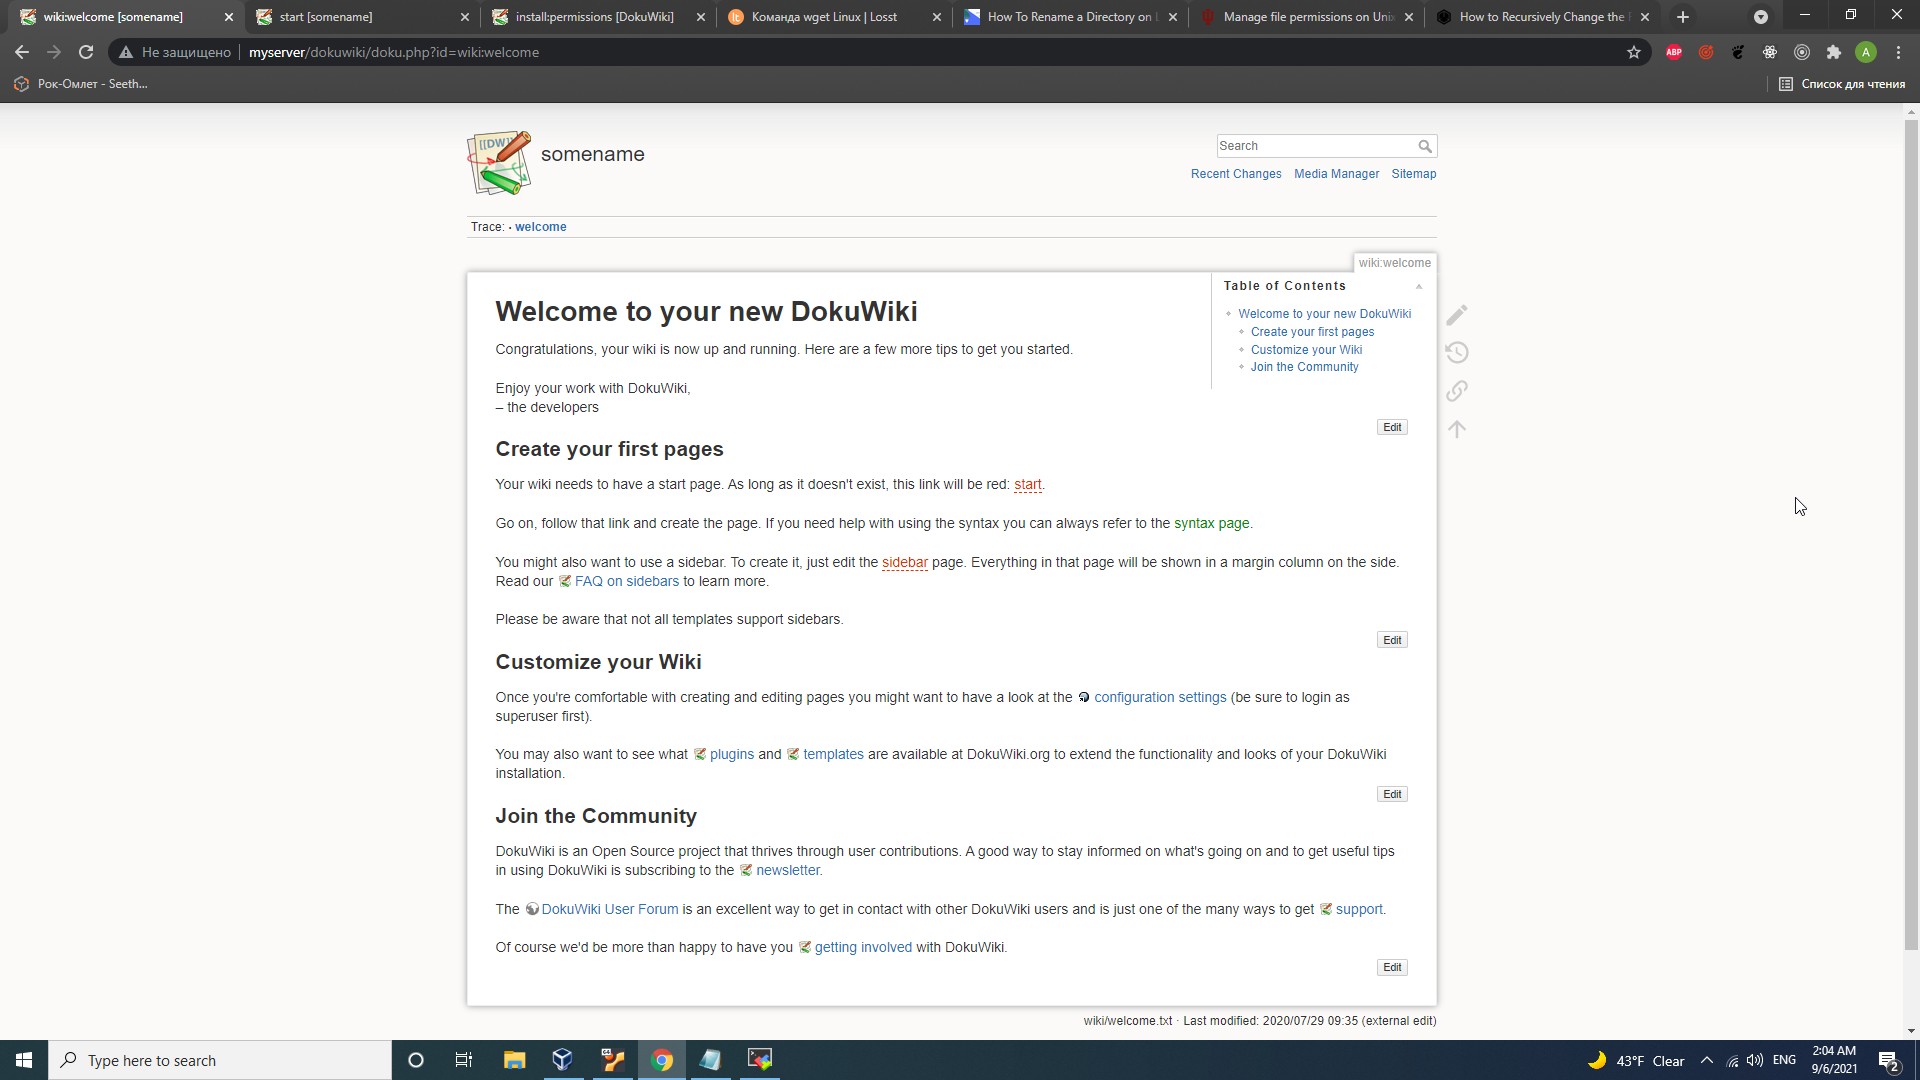 wiki:welcome [somename]
start [somename]
install:permissions [DokuWiki]
Команда wget Linux | Losst
How To Rename a Directory on L
Manage file permissions on Unix
How to Recursively Change the F
Не защищено
myserver/dokuwiki/doku.php?id=wiki:welcome
ABP
A
Рок-Омлет - Seeth...
Список для чтения
[[DW]]
somename
Search
Recent Changes Media Manager Sitemap
Trace: • welcome
wiki:welcome
Table of Contents
Welcome to your new DokuWiki
Create your first pages
Customize your Wiki
Join the Community
Welcome to your new DokuWiki
Congratulations, your wiki is now up and running. Here are a few more tips to get you started.
Enjoy your work with DokuWiki,
– the developers
Edit
Create your first pages
Your wiki needs to have a start page. As long as it doesn't exist, this link will be red: start.
Go on, follow that link and create the page. If you need help with using the syntax you can always refer to the syntax page.
You might also want to use a sidebar. To create it, just edit the sidebar page. Everything in that page will be shown in a margin column on the side.
Read our FAQ on sidebars to learn more.
Please be aware that not all templates support sidebars.
Edit
Customize your Wiki
Once you're comfortable with creating and editing pages you might want to have a look at the configuration settings (be sure to login as
superuser first).
You may also want to see what plugins and templates are available at DokuWiki.org to extend the functionality and looks of your DokuWiki
installation.
Edit
Join the Community
DokuWiki is an Open Source project that thrives through user contributions. A good way to stay informed on what's going on and to get useful tips
in using DokuWiki is subscribing to the newsletter.
The DokuWiki User Forum is an excellent way to get in contact with other DokuWiki users and is just one of the many ways to get support.
Of course we'd be more than happy to have you getting involved with DokuWiki.
Edit
wiki/welcome.txt · Last modified: 2020/07/29 09:35 (external edit)
Type here to search
43°F Clear
ENG
2:04 AM
9/6/2021
2